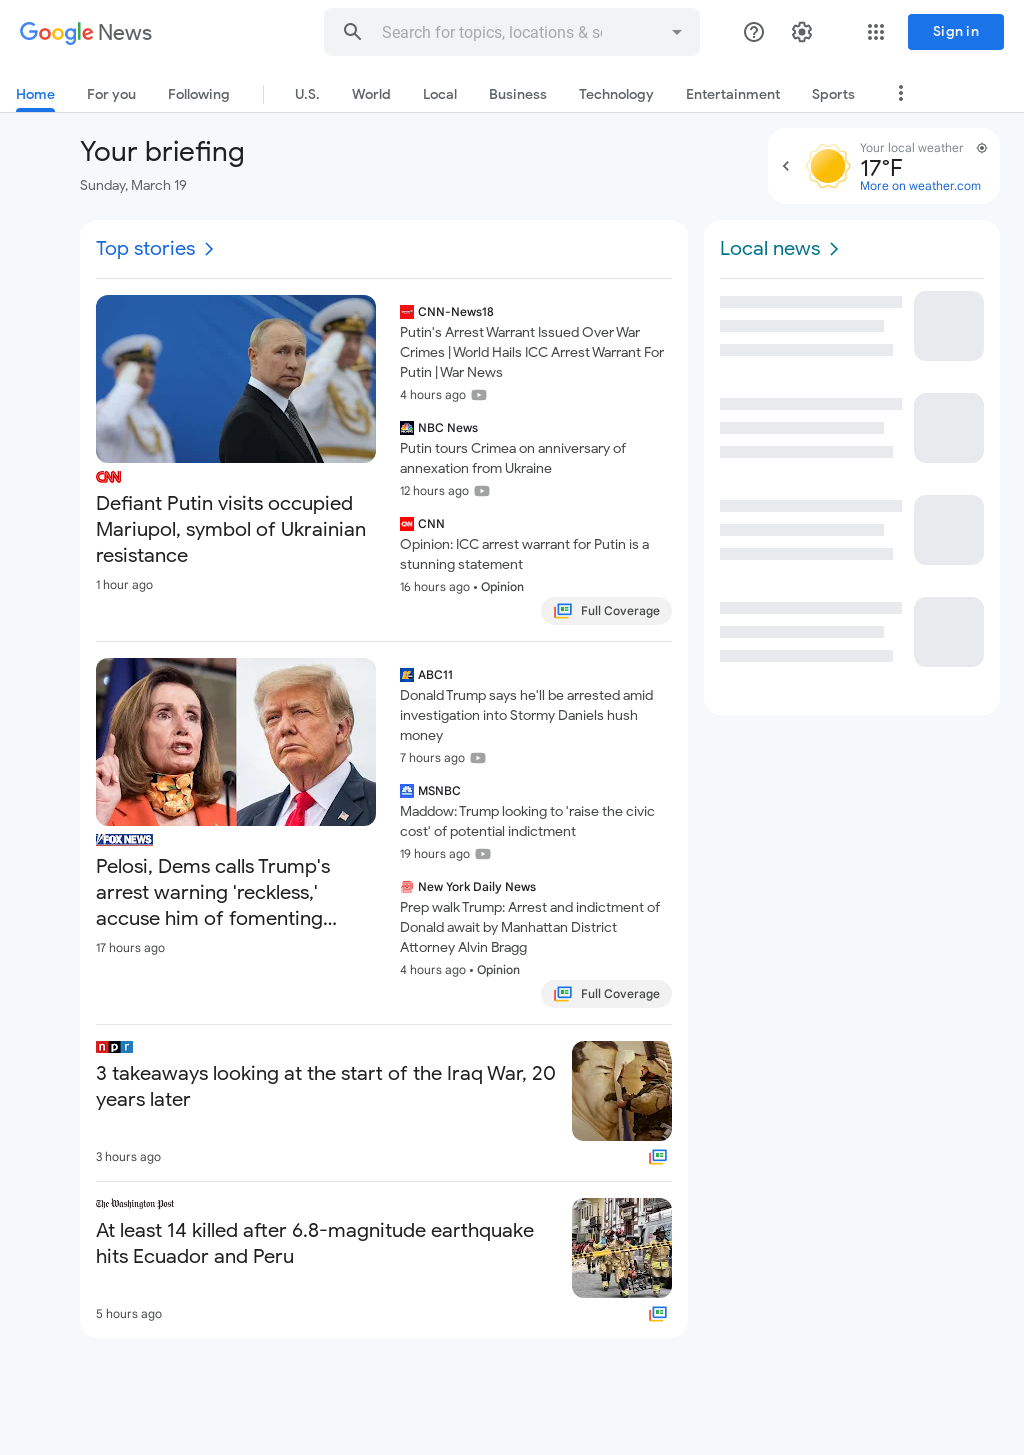 Google News
Search for topics, locations & so
Sign in
Home
For you
Following
U.S.
World
Local
Business
Technology
Entertainment
Sports
Your briefing
Sunday, March 19
Your local weather
17°F
More on weather.com
Top stories
CNN
Defiant Putin visits occupied
Mariupol, symbol of Ukrainian
resistance
1 hour ago
CNN-News18
Putin's Arrest Warrant Issued Over War
Crimes | World Hails ICC Arrest Warrant For
Putin | War News
4 hours ago
NBC News
Putin tours Crimea on anniversary of
annexation from Ukraine
12 hours ago
CNN
Opinion: ICC arrest warrant for Putin is a
stunning statement
16 hours ago • Opinion
Full Coverage
FOX NEWS
Pelosi, Dems calls Trump's
arrest warning 'reckless,'
accuse him of fomenting...
17 hours ago
ABC11
Donald Trump says he'll be arrested amid
investigation into Stormy Daniels hush
money
7 hours ago
MSNBC
Maddow: Trump looking to 'raise the civic
cost' of potential indictment
19 hours ago
New York Daily News
Prep walk Trump: Arrest and indictment of
Donald await by Manhattan District
Attorney Alvin Bragg
4 hours ago • Opinion
Full Coverage
npr
3 takeaways looking at the start of the Iraq War, 20
years later
3 hours ago
The Washington Post
At least 14 killed after 6.8-magnitude earthquake
hits Ecuador and Peru
5 hours ago
Local news